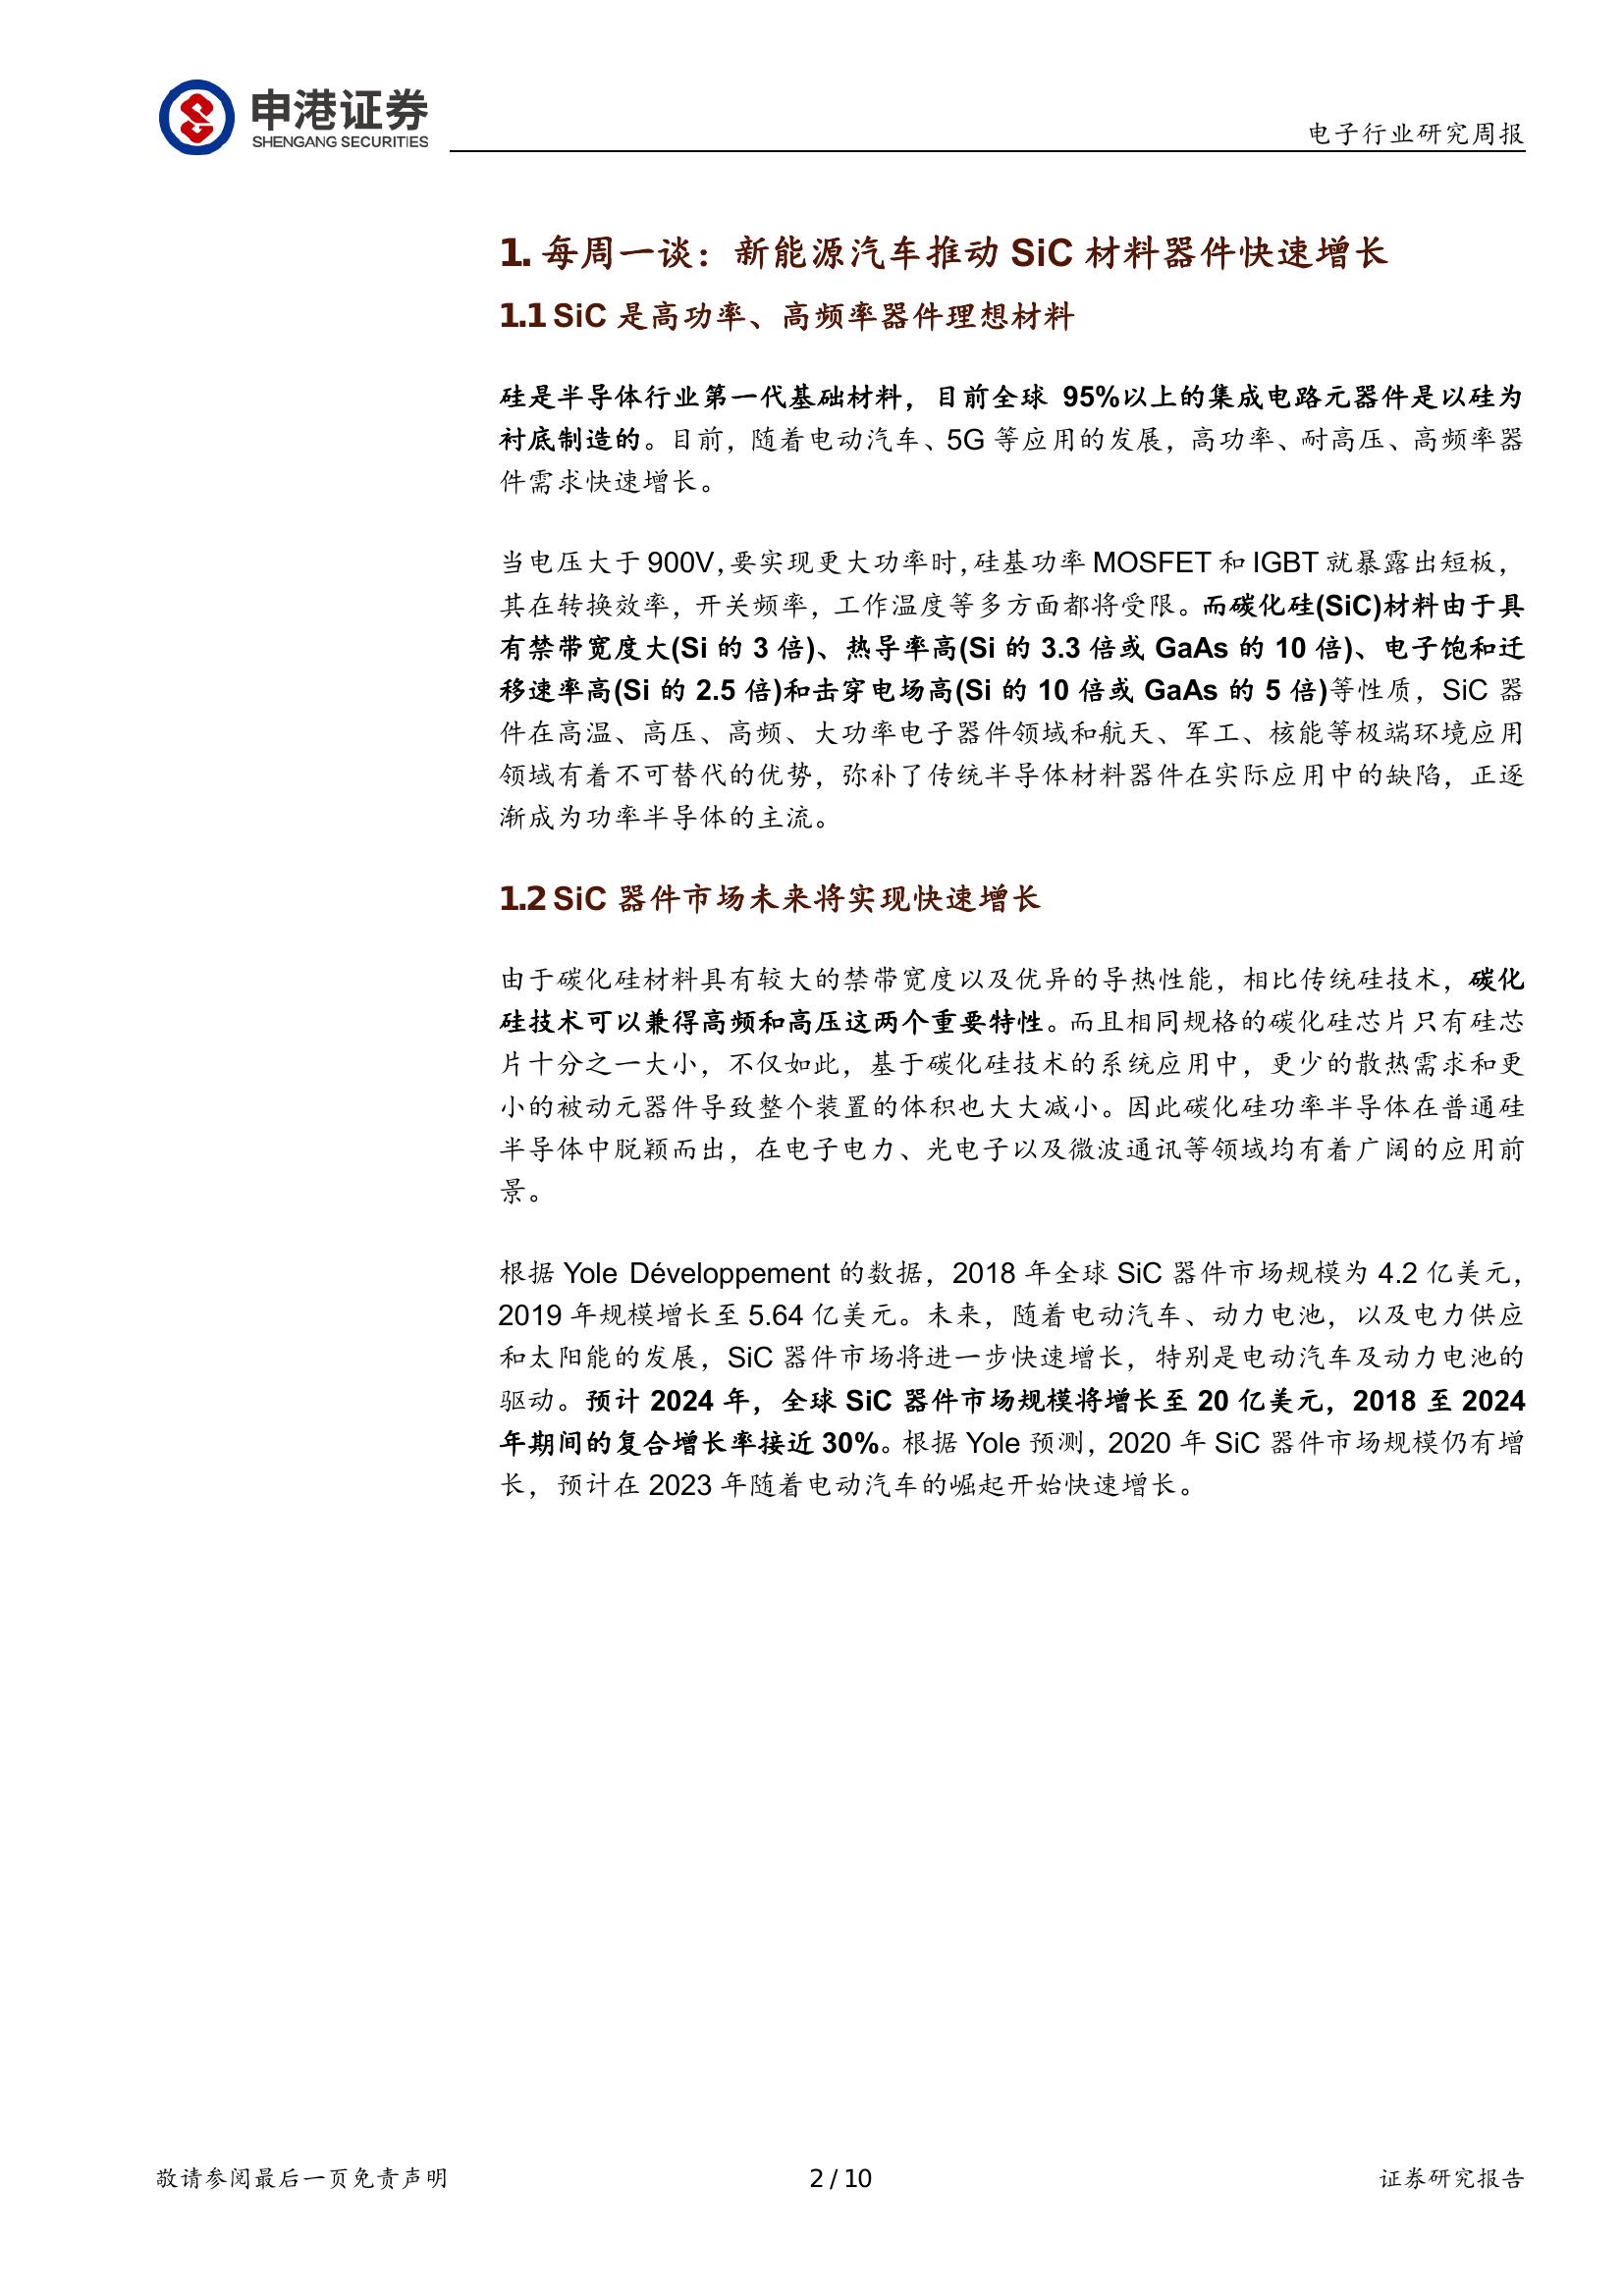 申港证券
SHENGANG SECURITIES
电子行业研究周报
1. 每周一谈：新能源汽车推动 SiC 材料器件快速增长
1.1 SiC 是高功率、高频率器件理想材料
硅是半导体行业第一代基础材料，目前全球 95%以上的集成电路元器件是以硅为
衬底制造的。目前，随着电动汽车、5G 等应用的发展，高功率、耐高压、高频率器
件需求快速增长。
当电压大于 900V，要实现更大功率时，硅基功率 MOSFET 和 IGBT 就暴露出短板，
其在转换效率，开关频率，工作温度等多方面都将受限。而碳化硅(SiC)材料由于具
有禁带宽度大(Si 的 3 倍)、热导率高(Si 的 3.3 倍或 GaAs 的 10 倍)、电子饱和迁
移速率高(Si 的 2.5 倍)和击穿电场高(Si 的 10 倍或 GaAs 的 5 倍)等性质，SiC 器
件在高温、高压、高频、大功率电子器件领域和航天、军工、核能等极端环境应用
领域有着不可替代的优势，弥补了传统半导体材料器件在实际应用中的缺陷，正逐
渐成为功率半导体的主流。
1.2 SiC 器件市场未来将实现快速增长
由于碳化硅材料具有较大的禁带宽度以及优异的导热性能，相比传统硅技术，碳化
硅技术可以兼得高频和高压这两个重要特性。而且相同规格的碳化硅芯片只有硅芯
片十分之一大小，不仅如此，基于碳化硅技术的系统应用中，更少的散热需求和更
小的被动元器件导致整个装置的体积也大大减小。因此碳化硅功率半导体在普通硅
半导体中脱颖而出，在电子电力、光电子以及微波通讯等领域均有着广阔的应用前
景。
根据 Yole Développement 的数据，2018 年全球 SiC 器件市场规模为 4.2 亿美元，
2019 年规模增长至 5.64 亿美元。未来，随着电动汽车、动力电池，以及电力供应
和太阳能的发展，SiC 器件市场将进一步快速增长，特别是电动汽车及动力电池的
驱动。预计 2024 年，全球 SiC 器件市场规模将增长至 20 亿美元，2018 至 2024
年期间的复合增长率接近 30%。根据 Yole 预测，2020 年 SiC 器件市场规模仍有增
长，预计在 2023 年随着电动汽车的崛起开始快速增长。
敬请参阅最后一页免责声明
2 / 10
证券研究报告